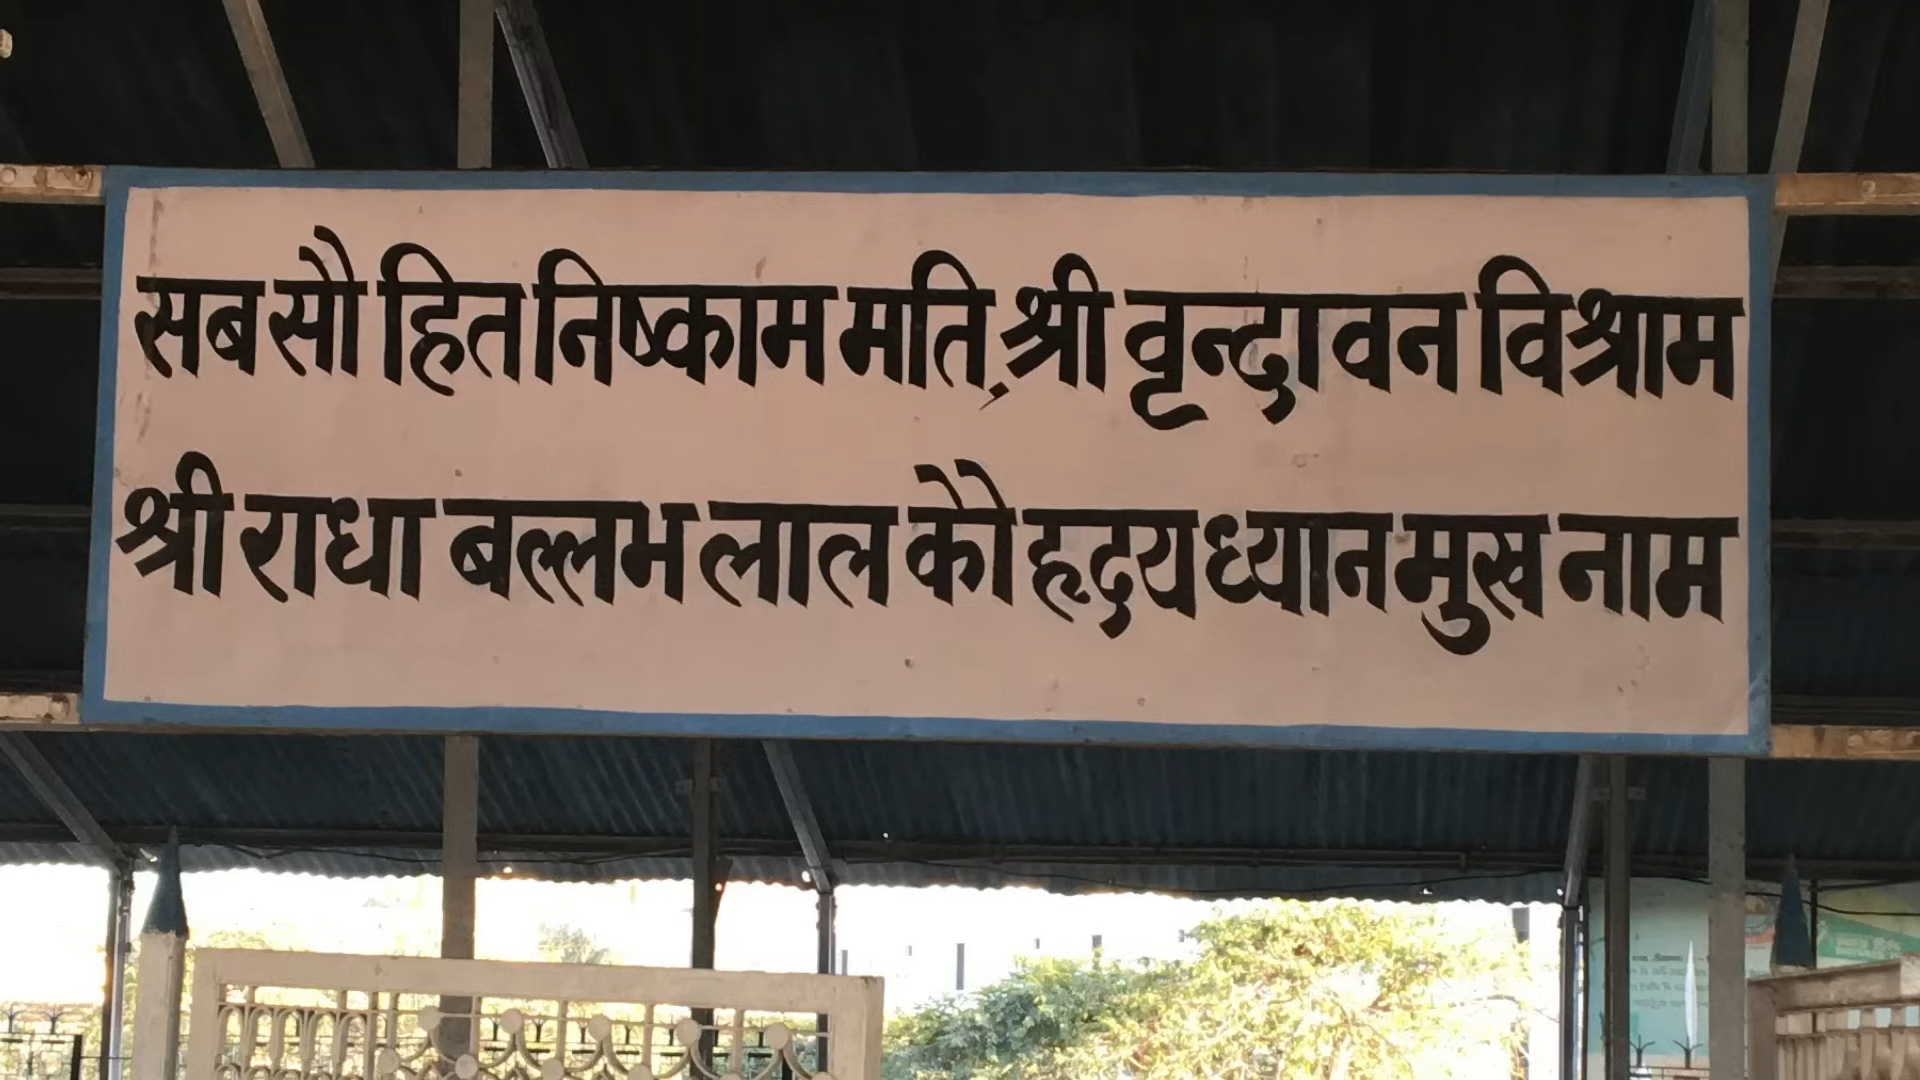 सब सौ हित निष्काम मति, श्री वृन्दावन विश्राम
श्री राधा बल्लभ लाल कौ हृदय ध्यान मुख नाम